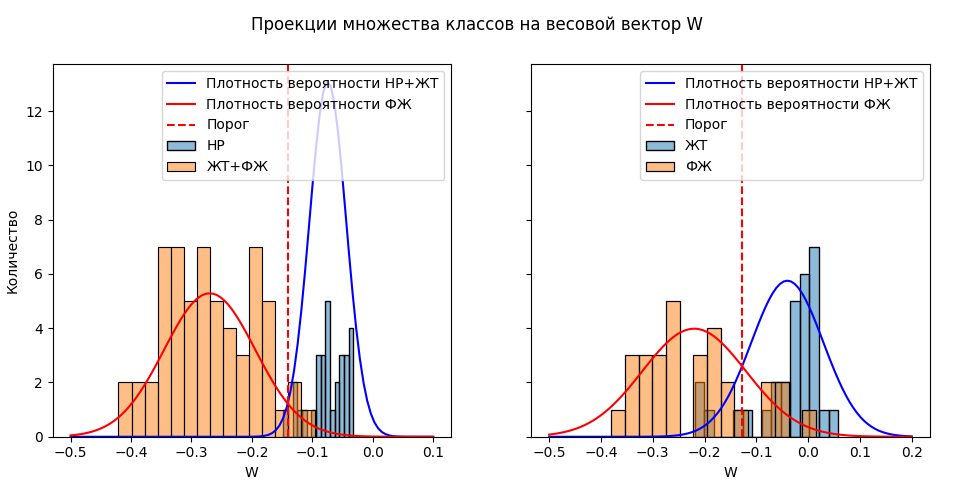 Проекции множества классов на весовой вектор W
Плотность вероятности НР+ЖТ
Плотность вероятности ФЖ
Порог
НР
ЖТ+ФЖ
Количество
0
2
4
6
8
10
12
−0.5
−0.4
−0.3
−0.2
−0.1
0.0
0.1
W
Плотность вероятности НР+ЖТ
Плотность вероятности ФЖ
Порог
ЖТ
ФЖ
−0.5
−0.4
−0.3
−0.2
−0.1
0.0
0.1
0.2
W